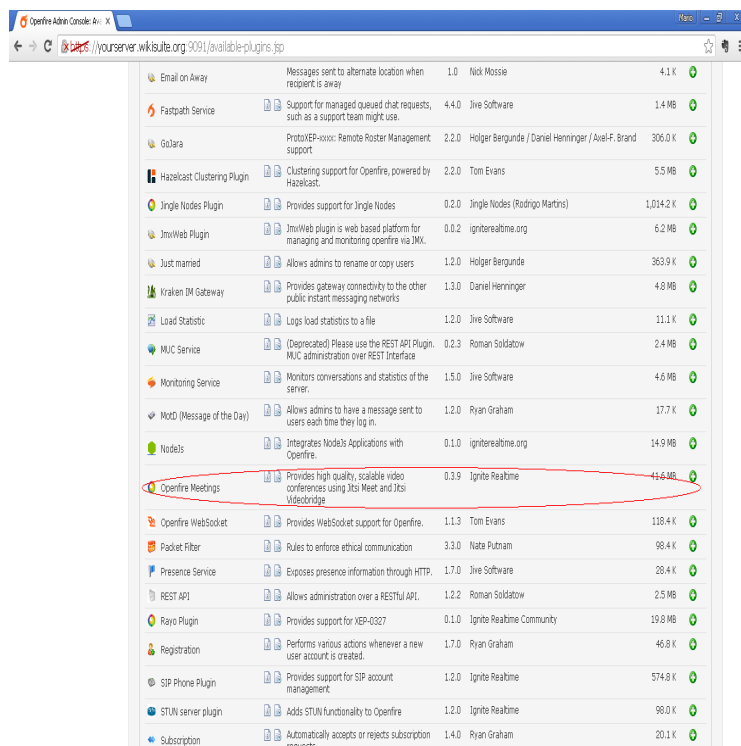 Openfire Admin Console: Ava
Mario
https://yourserver.wikisuite.org:9091/available-plugins.jsp
Email on Away Messages sent to alternate location when recipient is away 1.0 Nick Mossie 4.1 K
Fastpath Service Support for managed queued chat requests, such as a support team might use. 4.4.0 Jive Software 1.4 MB
GoJara ProtoXEP-xxxx: Remote Roster Management support 2.2.0 Holger Bergunde / Daniel Henninger / Axel-F. Brand 306.0 K
Hazelcast Clustering Plugin Clustering support for Openfire, powered by Hazelcast. 2.2.0 Tom Evans 5.5 MB
Jingle Nodes Plugin Provides support for Jingle Nodes 0.2.0 Jingle Nodes (Rodrigo Martins) 1,014.2 K
JmxWeb Plugin JmxWeb plugin is web based platform for managing and monitoring openfire via JMX. 0.0.2 igniterealtime.org 6.2 MB
Just married Allows admins to rename or copy users 1.2.0 Holger Bergunde 363.9 K
Kraken IM Gateway Provides gateway connectivity to the other public instant messaging networks 1.3.0 Daniel Henninger 4.8 MB
Load Statistic Logs load statistics to a file 1.2.0 Jive Software 11.1 K
MUC Service (Deprecated) Please use the REST API Plugin. MUC administration over REST Interface 0.2.3 Roman Soldatow 2.4 MB
Monitoring Service Monitors conversations and statistics of the server. 1.5.0 Jive Software 4.6 MB
MotD (Message of the Day) Allows admins to have a message sent to users each time they log in. 1.2.0 Ryan Graham 17.7 K
NodeJs Integrates NodeJs Applications with Openfire. 0.1.0 igniterealtime.org 14.9 MB
Openfire Meetings Provides high quality, scalable video conferences using Jitsi Meet and Jitsi Videobridge 0.3.9 Ignite Realtime 41.6 MB
Openfire WebSocket Provides WebSocket support for Openfire. 1.1.3 Tom Evans 118.4 K
Packet Filter Rules to enforce ethical communication 3.3.0 Nate Putnam 98.4 K
Presence Service Exposes presence information through HTTP. 1.7.0 Jive Software 28.4 K
REST API Allows administration over a RESTful API. 1.2.2 Roman Soldatow 2.5 MB
Rayo Plugin Provides support for XEP-0327 0.1.0 Ignite Realtime Community 19.8 MB
Registration Performs various actions whenever a new user account is created. 1.7.0 Ryan Graham 46.8 K
SIP Phone Plugin Provides support for SIP account management 1.2.0 Ignite Realtime 574.8 K
STUN server plugin Adds STUN functionality to Openfire 1.2.0 Ignite Realtime 98.0 K
Subscription Automatically accepts or rejects subscription requests 1.4.0 Ryan Graham 20.1 K